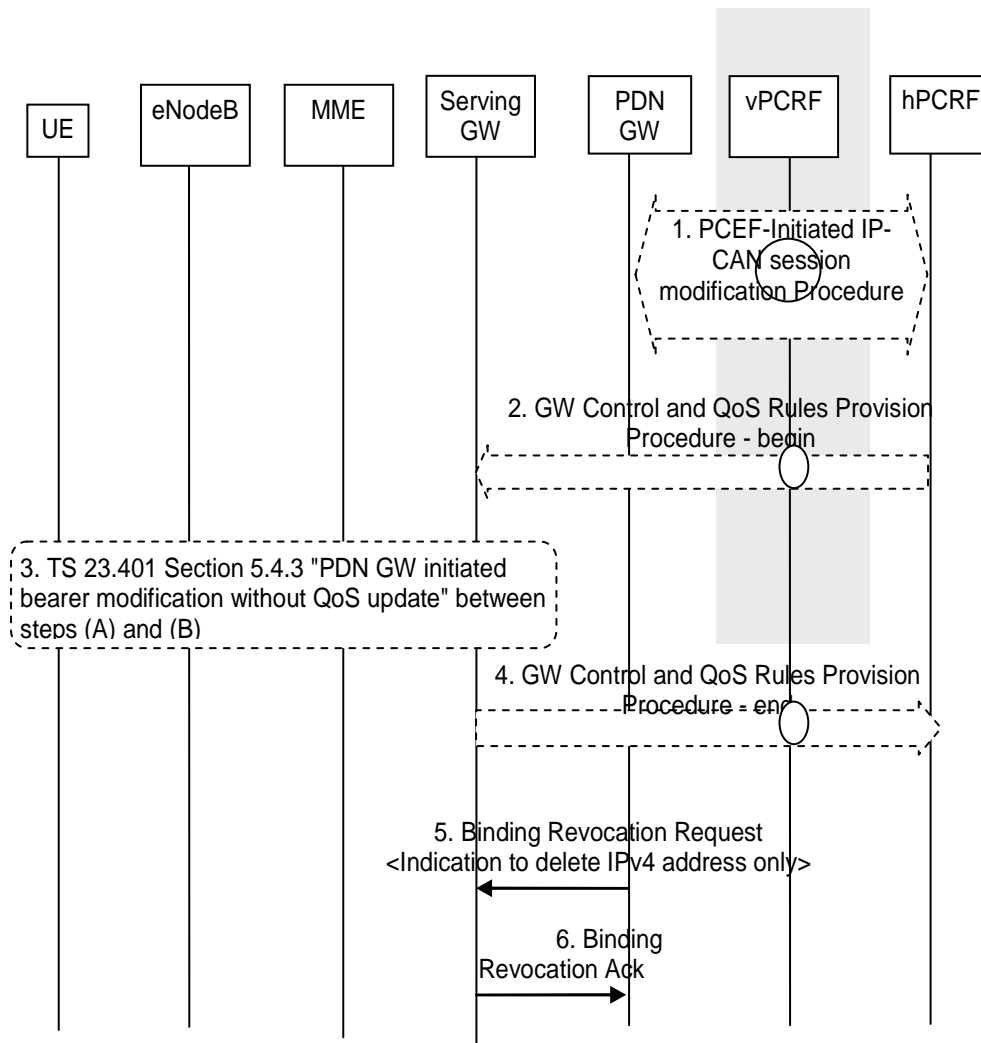 UE
eNodeB
MME
Serving
GW
PDN
GW
vPCRF
hPCRF
1. PCEF-Initiated IP-
CAN session
modification Procedure
2. GW Control and QoS Rules Provision
Procedure - begin
3. TS 23.401 Section 5.4.3 "PDN GW initiated
bearer modification without QoS update" between
steps (A) and (B)
4. GW Control and QoS Rules Provision
Procedure - end
5. Binding Revocation Request
<Indication to delete IPv4 address only>
6. Binding
Revocation Ack